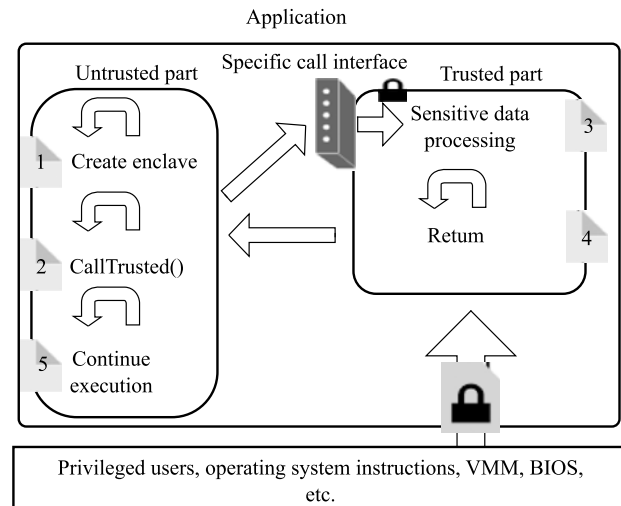 Application
Specific call interface
Untrusted part
Trusted part
Sensitive data
processing
3
1
Create enclave
Retum
4
2
CallTrusted()
5
Continue
execution
Privileged users, operating system instructions, VMM, BIOS,
etc.